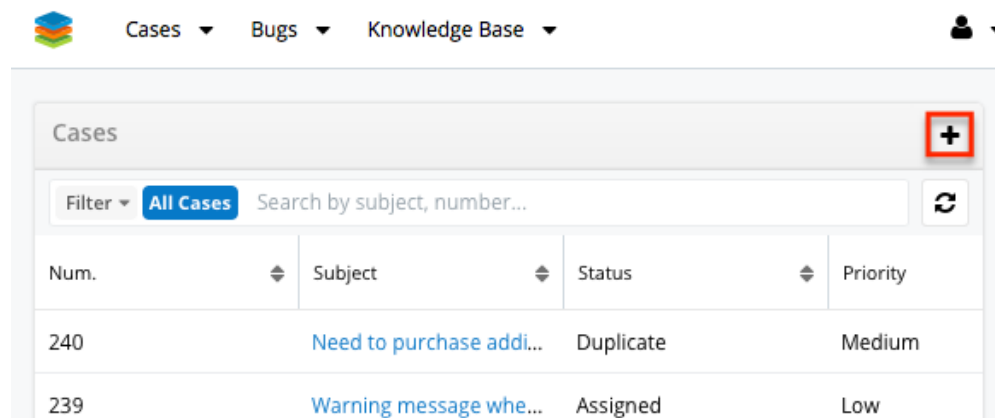 Cases Bugs Knowledge Base
Cases
Filter All Cases Search by subject, number...
Num. Subject Status Priority
240 Need to purchase addi... Duplicate Medium
239 Warning message whe... Assigned Low